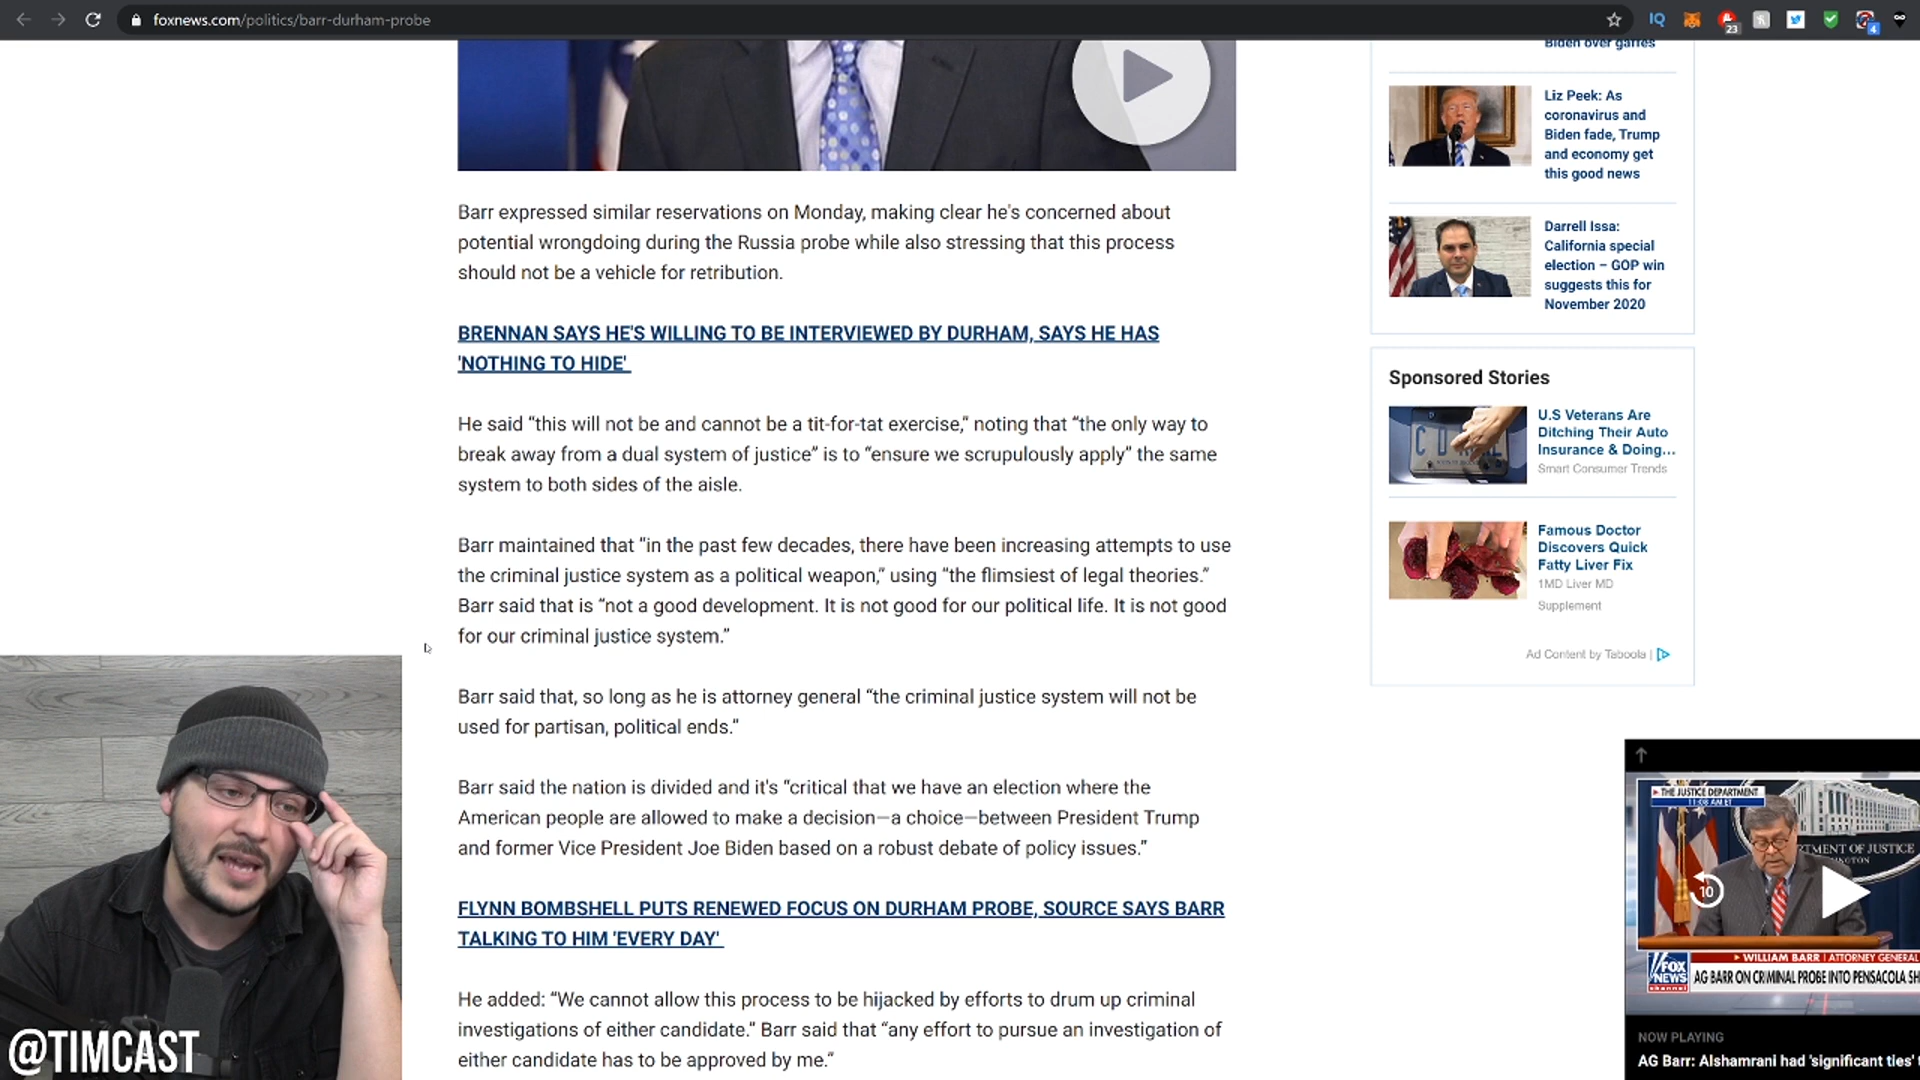 foxnews.com/politics/barr-durham-probe
IQ
23
4
Barr expressed similar reservations on Monday, making clear he's concerned about
potential wrongdoing during the Russia probe while also stressing that this process
should not be a vehicle for retribution.
BRENNAN SAYS HE'S WILLING TO BE INTERVIEWED BY DURHAM, SAYS HE HAS
'NOTHING TO HIDE'
He said “this will not be and cannot be a tit-for-tat exercise,” noting that “the only way to
break away from a dual system of justice” is to “ensure we scrupulously apply” the same
system to both sides of the aisle.
Barr maintained that “in the past few decades, there have been increasing attempts to use
the criminal justice system as a political weapon,” using “the flimsiest of legal theories.”
Barr said that is “not a good development. It is not good for our political life. It is not good
for our criminal justice system.”
Barr said that, so long as he is attorney general “the criminal justice system will not be
used for partisan, political ends.”
Barr said the nation is divided and it's “critical that we have an election where the
American people are allowed to make a decision—a choice—between President Trump
and former Vice President Joe Biden based on a robust debate of policy issues.”
FLYNN BOMBSHELL PUTS RENEWED FOCUS ON DURHAM PROBE, SOURCE SAYS BARR
TALKING TO HIM 'EVERY DAY'
He added: “We cannot allow this process to be hijacked by efforts to drum up criminal
investigations of either candidate.” Barr said that “any effort to pursue an investigation of
either candidate has to be approved by me.“
Biden over gaffes
Liz Peek: As
coronavirus and
Biden fade, Trump
and economy get
this good news
Darrell Issa:
California special
election – GOP win
suggests this for
November 2020
Sponsored Stories
U.S Veterans Are
Ditching Their Auto
Insurance & Doing...
Smart Consumer Trends
Famous Doctor
Discovers Quick
Fatty Liver Fix
1MD Liver MD
Supplement
Ad Content by Taboola |
THE JUSTICE DEPARTMENT
11:08 AM ET
RTMENT OF JUSTICE
10
WILLIAM BARR | ATTORNEY GENERAL
FOX
NEWS
channel
AG BARR ON CRIMINAL PROBE INTO PENSACOLA SH
NOW PLAYING
AG Barr: Alshamrani had 'significant ties'
@TIMCAST